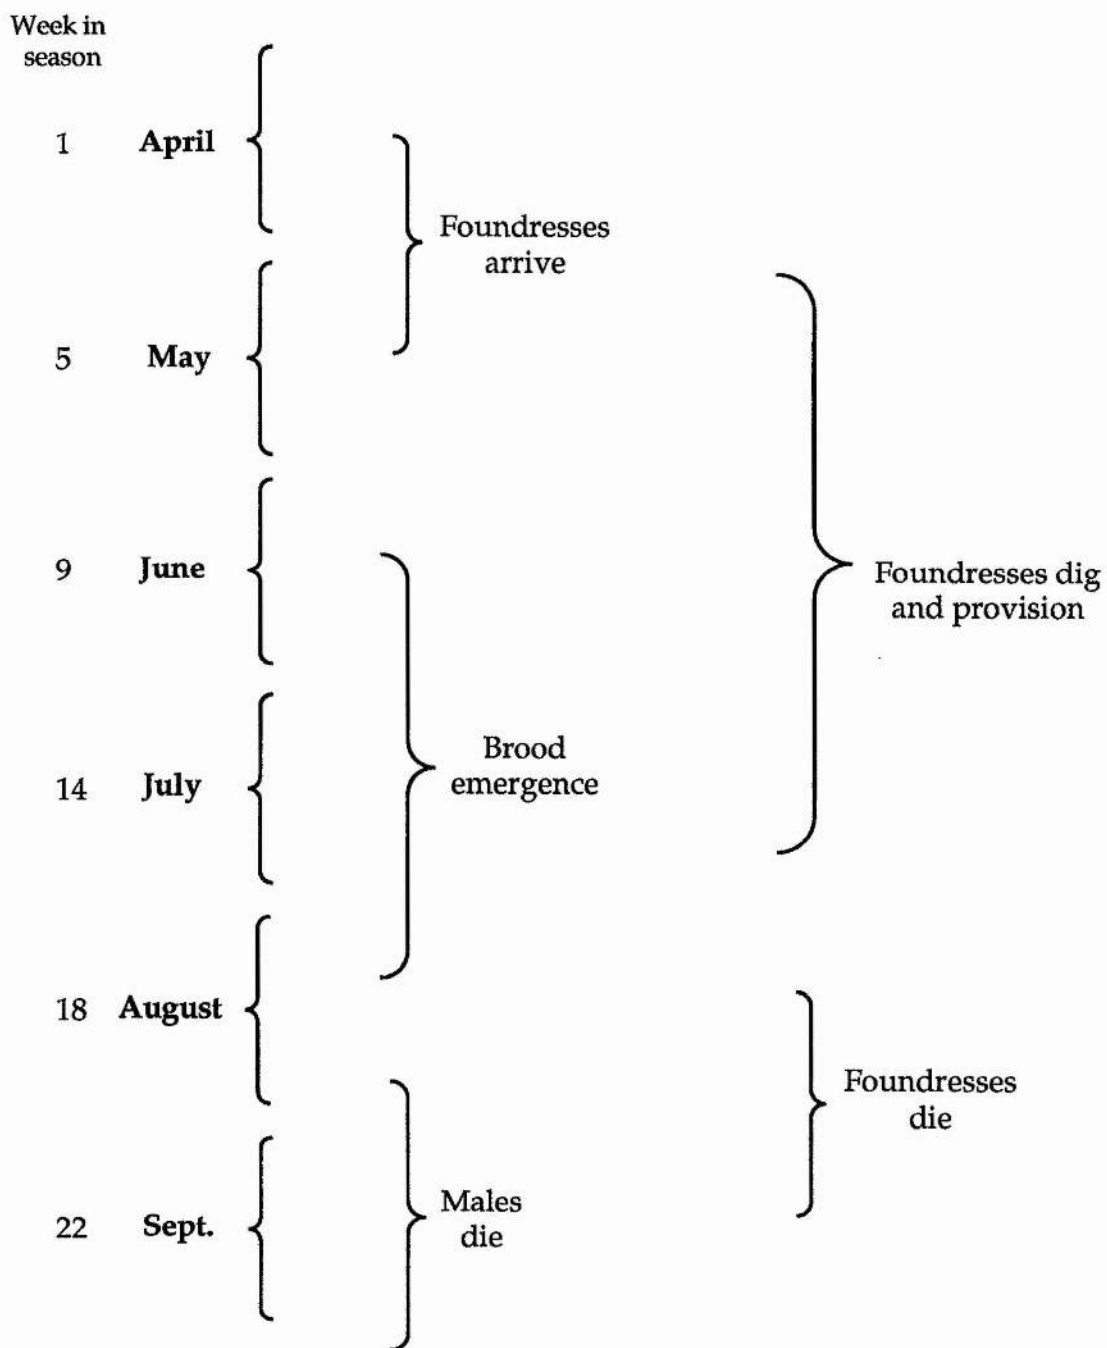 Week in
season
1 April
Foundresses
arrive
5 May
9 June
Foundresses dig
and provision
Brood
emergence
14 July
18 August
Foundresses
die
Males
die
22 Sept.